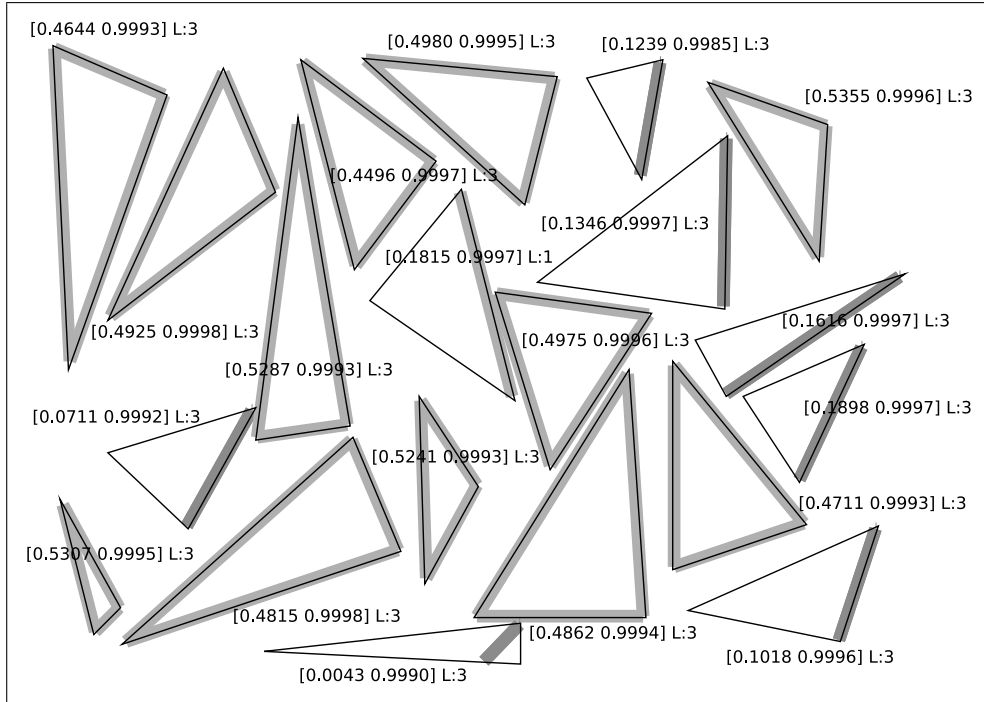 [0.4644 0.9993] L:3
[0.4980 0.9995] L:3
[0.1239 0.9985] L:3
[0.5355 0.9996] L:3
[0.4496 0.9997] L:3
[0.1346 0.9997] L:3
[0.1815 0.9997] L:1
[0.4925 0.9998] L:3
[0.1616 0.9997] L:3
[0.4975 0.9996] L:3
[0.5287 0.9993] L:3
[0.0711 0.9992] L:3
[0.1898 0.9997] L:3
[0.5241 0.9993] L:3
[0.4711 0.9993] L:3
[0.5307 0.9995] L:3
[0.4815 0.9998] L:3
[0.4862 0.9994] L:3
[0.1018 0.9996] L:3
[0.0043 0.9990] L:3